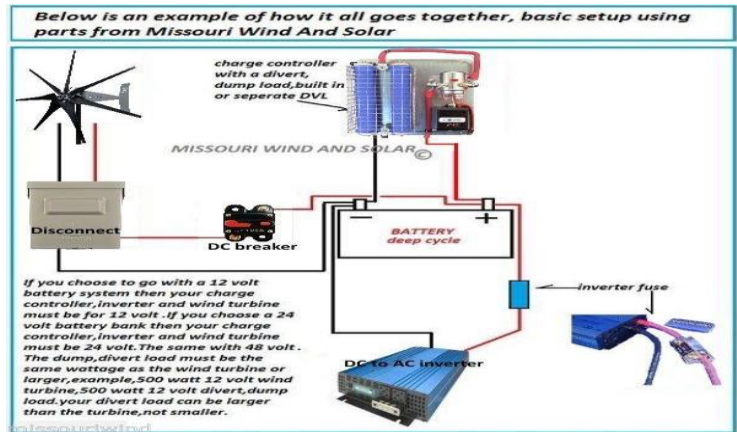 Below is an example of how it all goes together, basic setup using
parts from Missouri Wind And Solar
charge controller
with a divert,
dump load,built in
or seperate DVL
MISSOURI WIND AND SOLAR©
Disconnect
DC breaker
BATTERY
deep cycle
inverter fuse
DC to AC inverter
If you choose to go with a 12 volt
battery system then your charge
controller,inverter and wind turbine
must be for 12 volt .If you choose a 24
volt battery bank then your charge
controller,inverter and wind turbine
must be 24 volt.The same with 48 volt .
The dump,divert load must be the
same wattage as the wind turbine or
larger,example,500 watt 12 volt wind
turbine,500 watt 12 volt divert,dump
load.your divert load can be larger
than the turbine,not smaller.
missouriwind